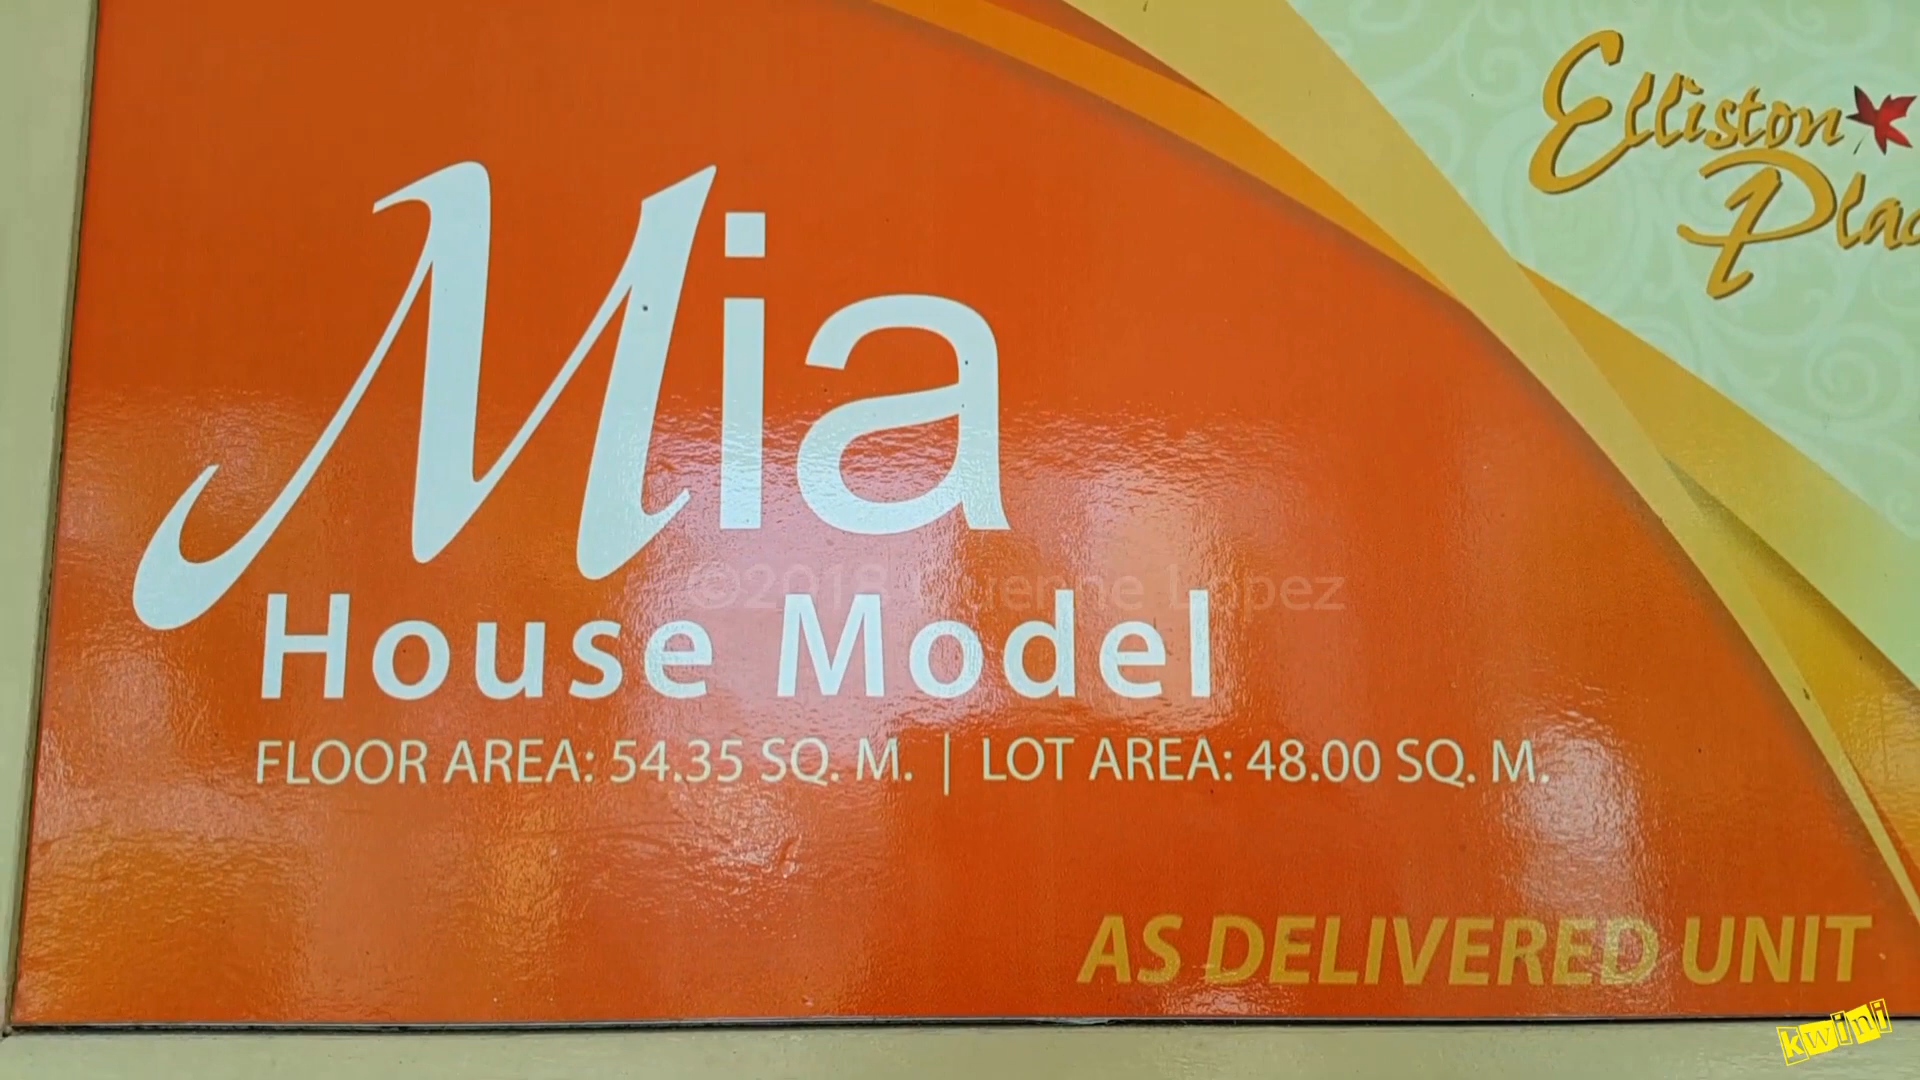 Elliston
Mia
House Model
FLOOR AREA: 54.35 SQ. M. | LOT AREA: 48.00 SQ. M.
AS DELIVERED UNIT
kwini